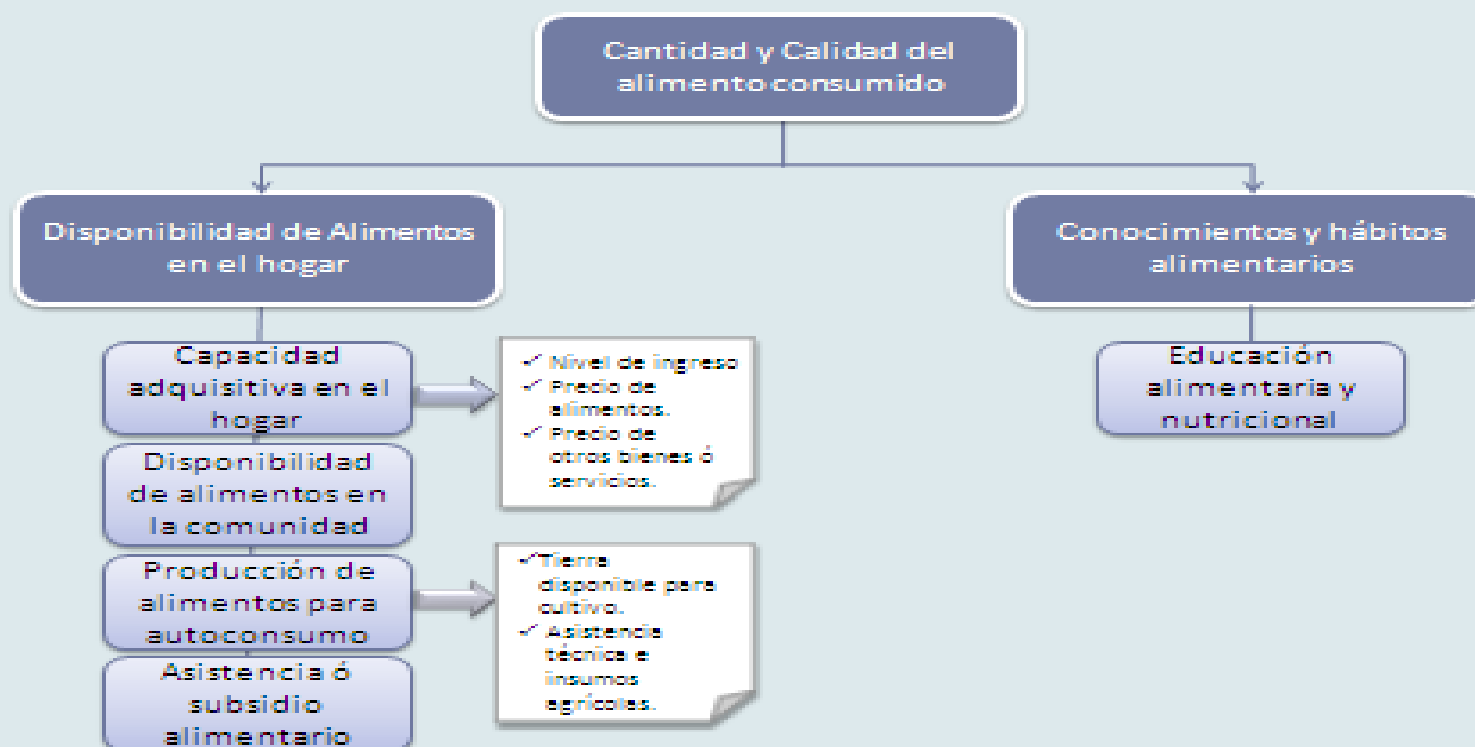 Cantidad y Calidad del
alimento consumido
Disponibilidad de Alimentos
en el hogar
Conocimientos y hábitos
alimentarios
Capacidad
adquisitiva en el
hogar
✓ Nivel de ingreso
✓ Precio de
alimentos.
✓ Precio de
otros bienes ó
servicios.
Educación
alimentaria y
nutricional
Disponibilidad
de alimentos en
la comunidad
Producción de
alimentos para
autoconsumo
✓ Tierra
disponible para
cultivo.
✓ Asistencia
técnica e
insumos
agrícolas.
Asistencia ó
subsidio
alimentario